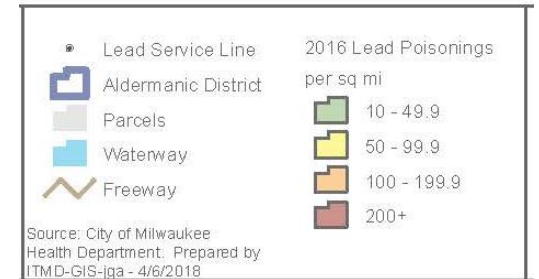 Lead Service Line
Aldermanic District
Parcels
Waterway
Freeway
Source: City of Milwaukee
Health Department. Prepared by
ITMD-GIS-jga - 4/6/2018
2016 Lead Poisonings
per sq mi
10 - 49.9
50 - 99.9
100 - 199.9
200+